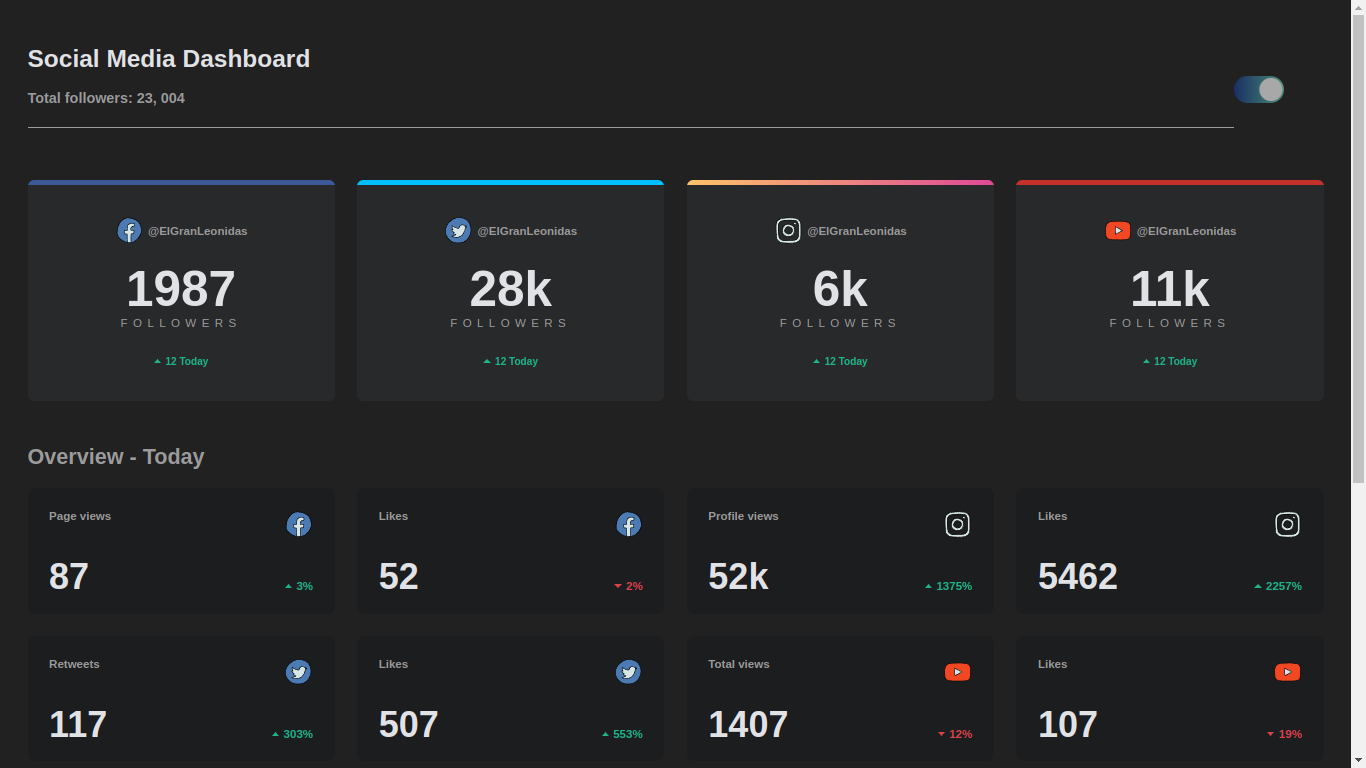 Social Media Dashboard
Total followers: 23, 004
@ElGranLeonidas
1987
FOLLOWERS
12 Today
@ElGranLeonidas
28k
FOLLOWERS
12 Today
@ElGranLeonidas
6k
FOLLOWERS
12 Today
@ElGranLeonidas
11k
FOLLOWERS
12 Today
Overview - Today
Page views
87
3%
Likes
52
2%
Profile views
52k
1375%
Likes
5462
2257%
Retweets
117
303%
Likes
507
553%
Total views
1407
12%
Likes
107
19%